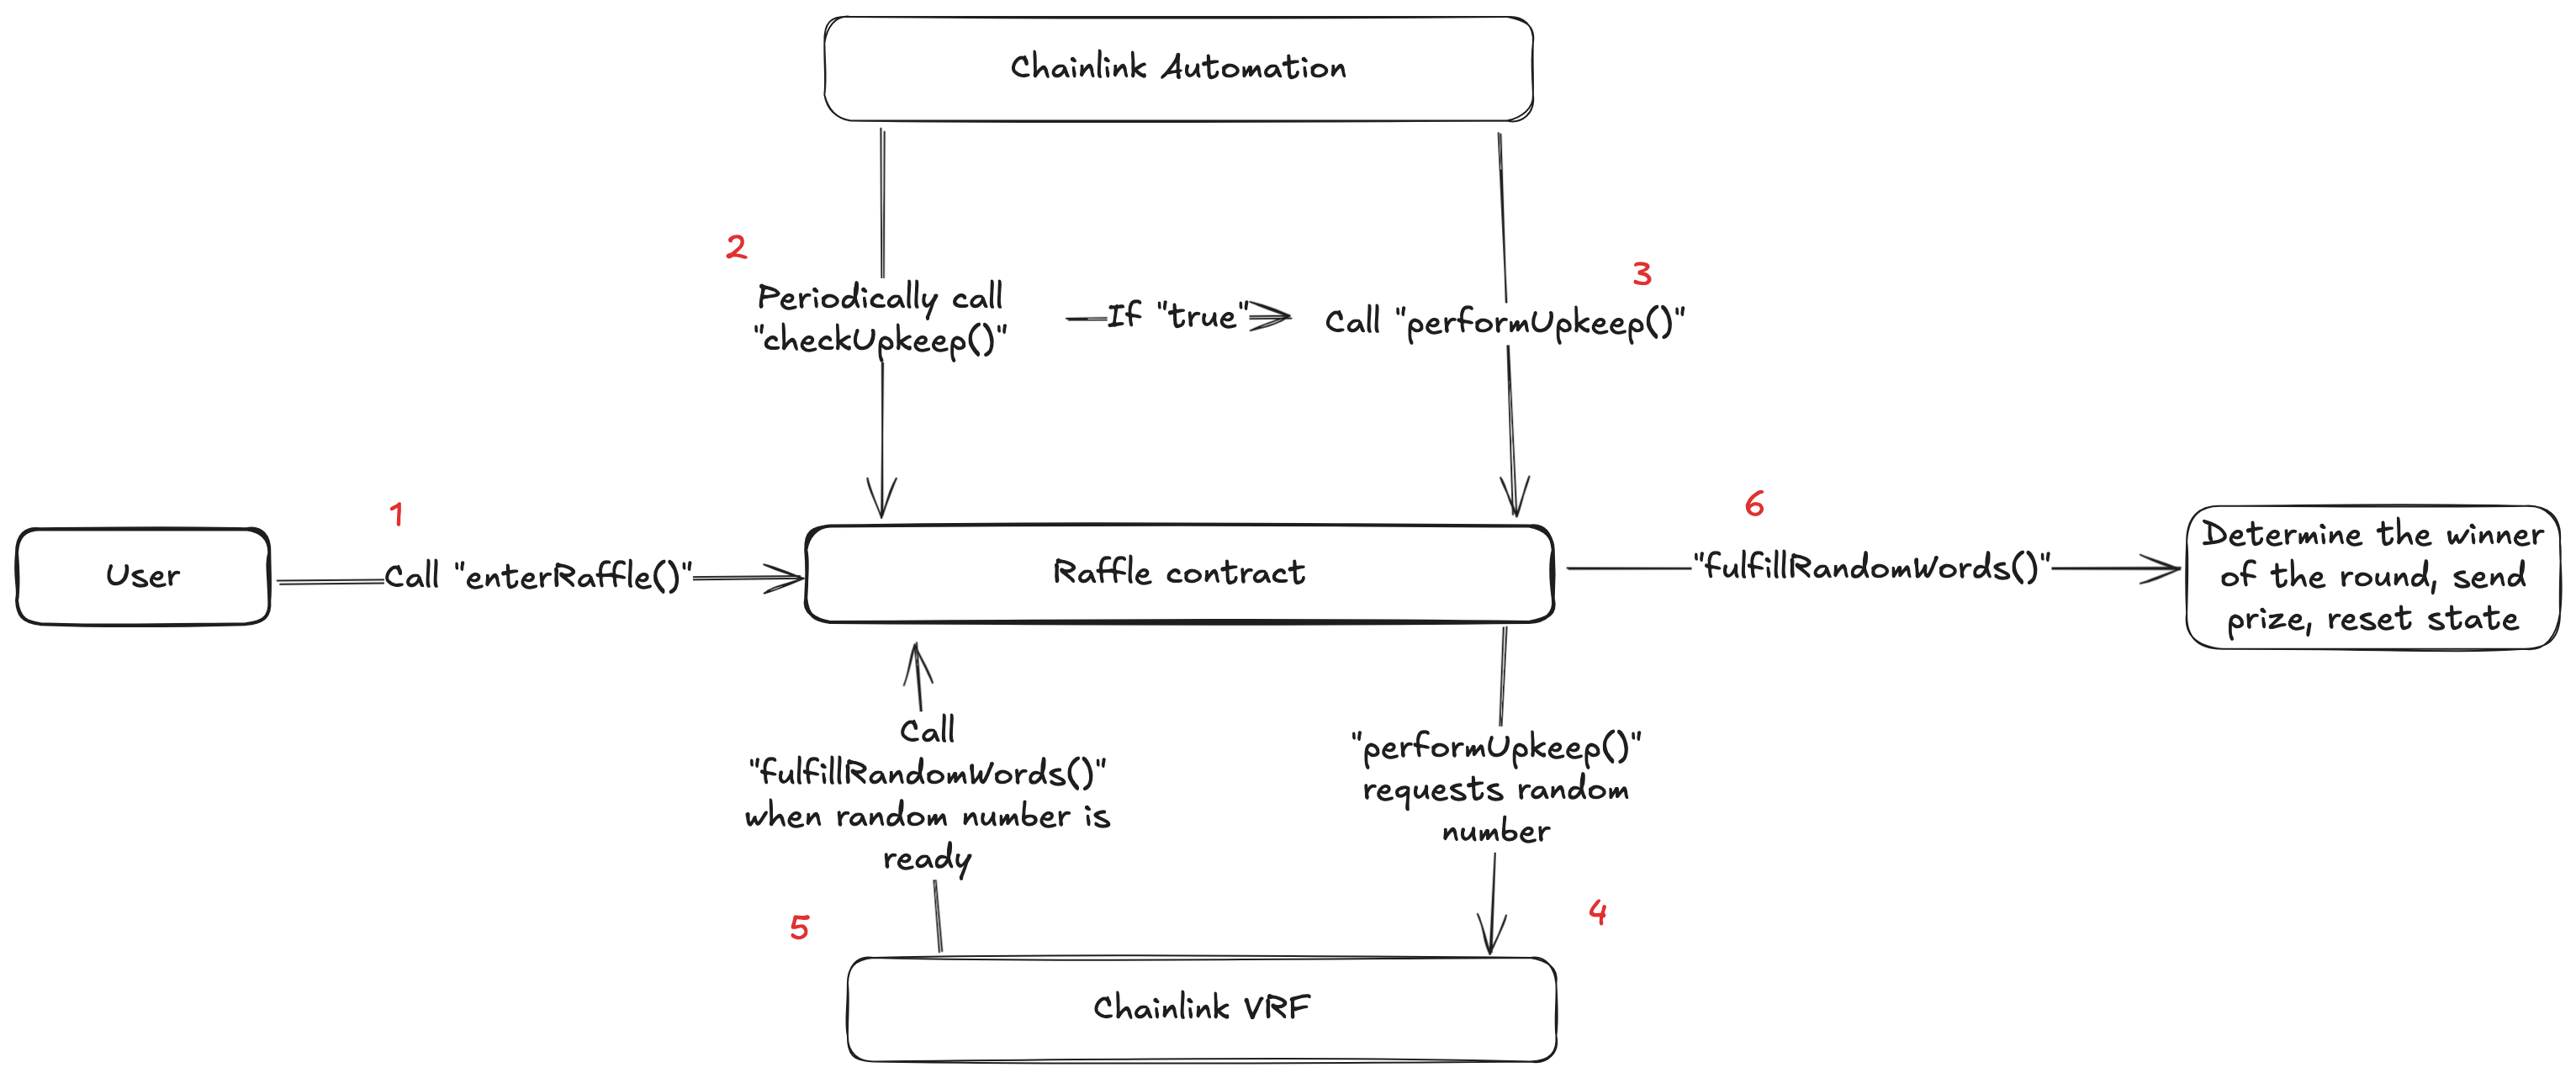 Chainlink Automation
2
Periodically call
"checkUpkeep()"
If "true"
3
Call "performUpkeep()"
1
User
Call "enterRaffle()"
Raffle contract
6
"fulfillRandomWords()"
Determine the winner
of the round, send
prize, reset state
Call
"fulfillRandomWords()"
when random number is
ready
5
"performUpkeep()"
requests random
number
4
Chainlink VRF